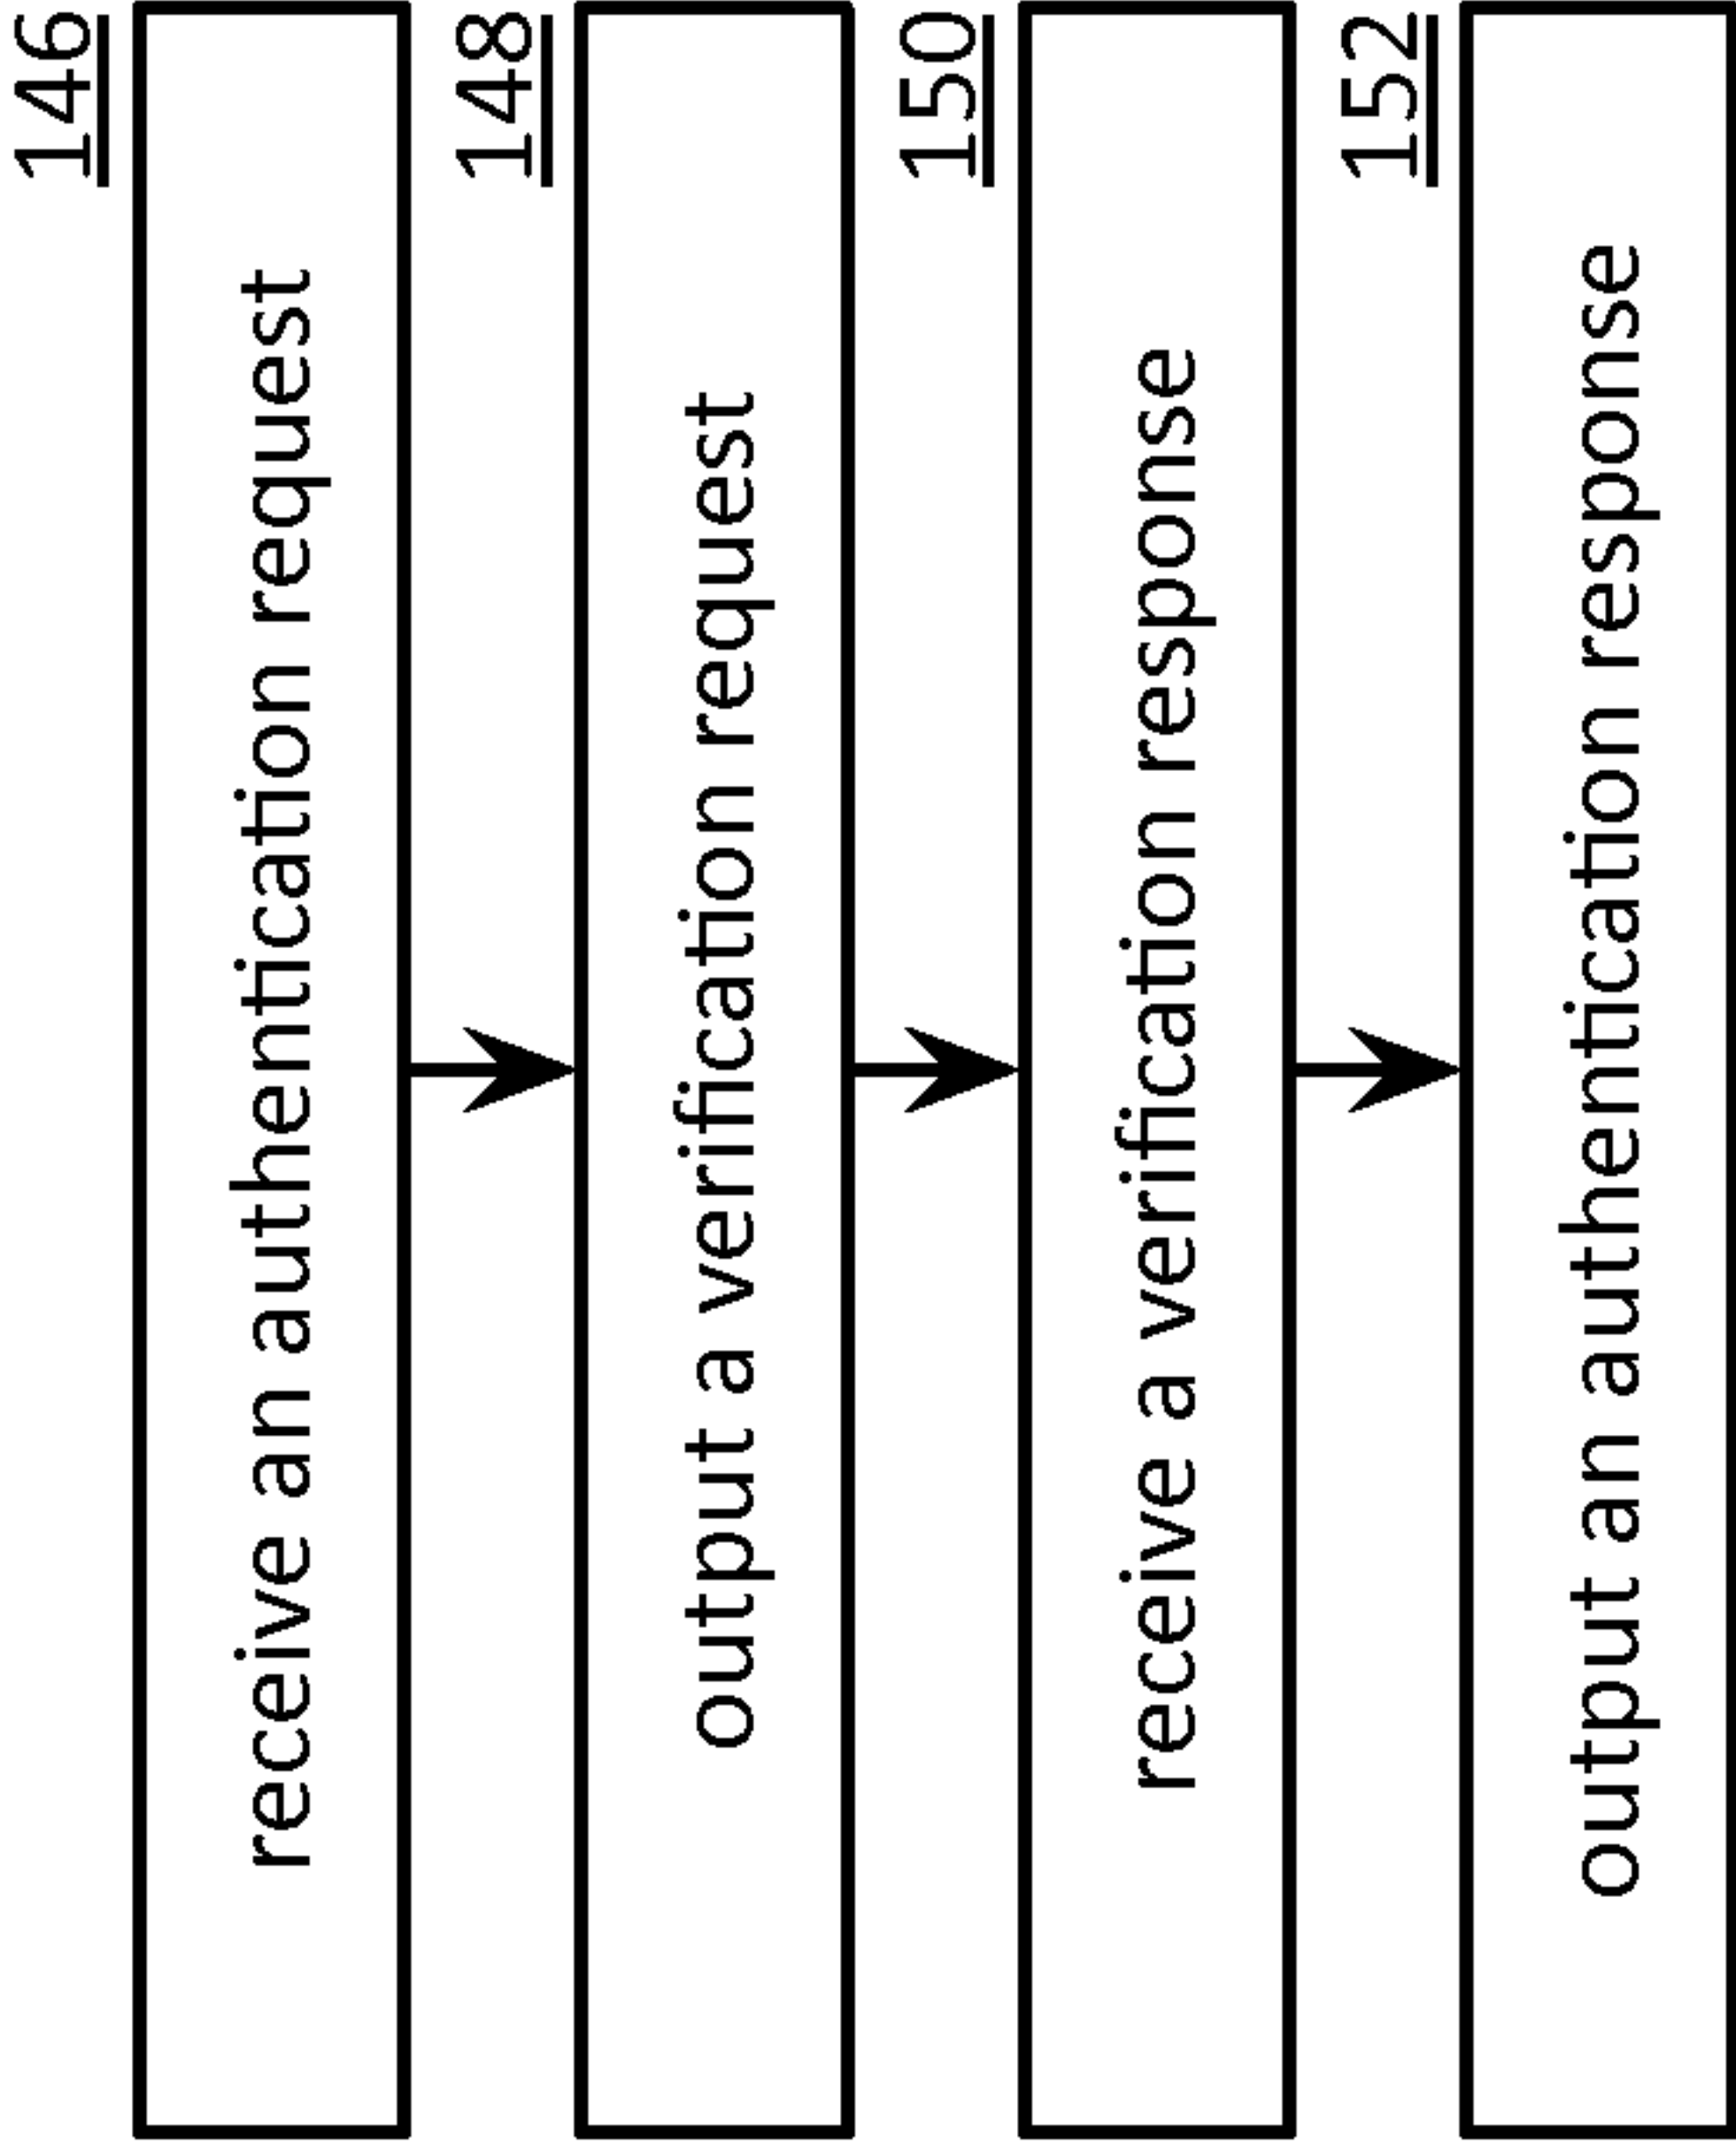 146
receive an authentication request
148
output a verification request
150
receive a verification response
152
output an authentication response